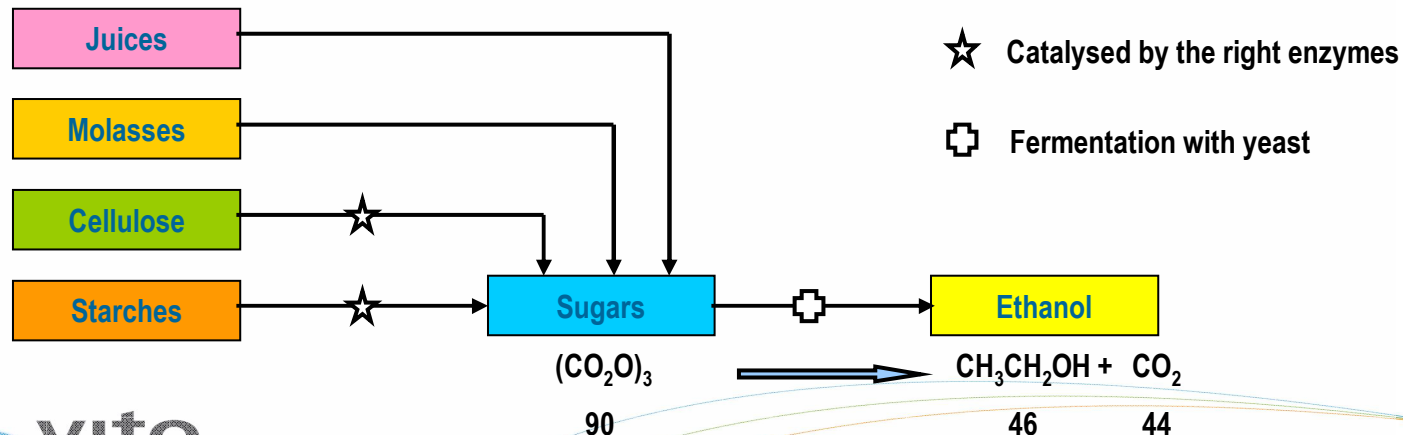 Juices
Catalysed by the right enzymes
Molasses
Fermentation with yeast
Cellulose
Starches
Sugars
Ethanol
(CO₂O)₃
CH₃CH₂OH + CO₂
90
46
44
vito